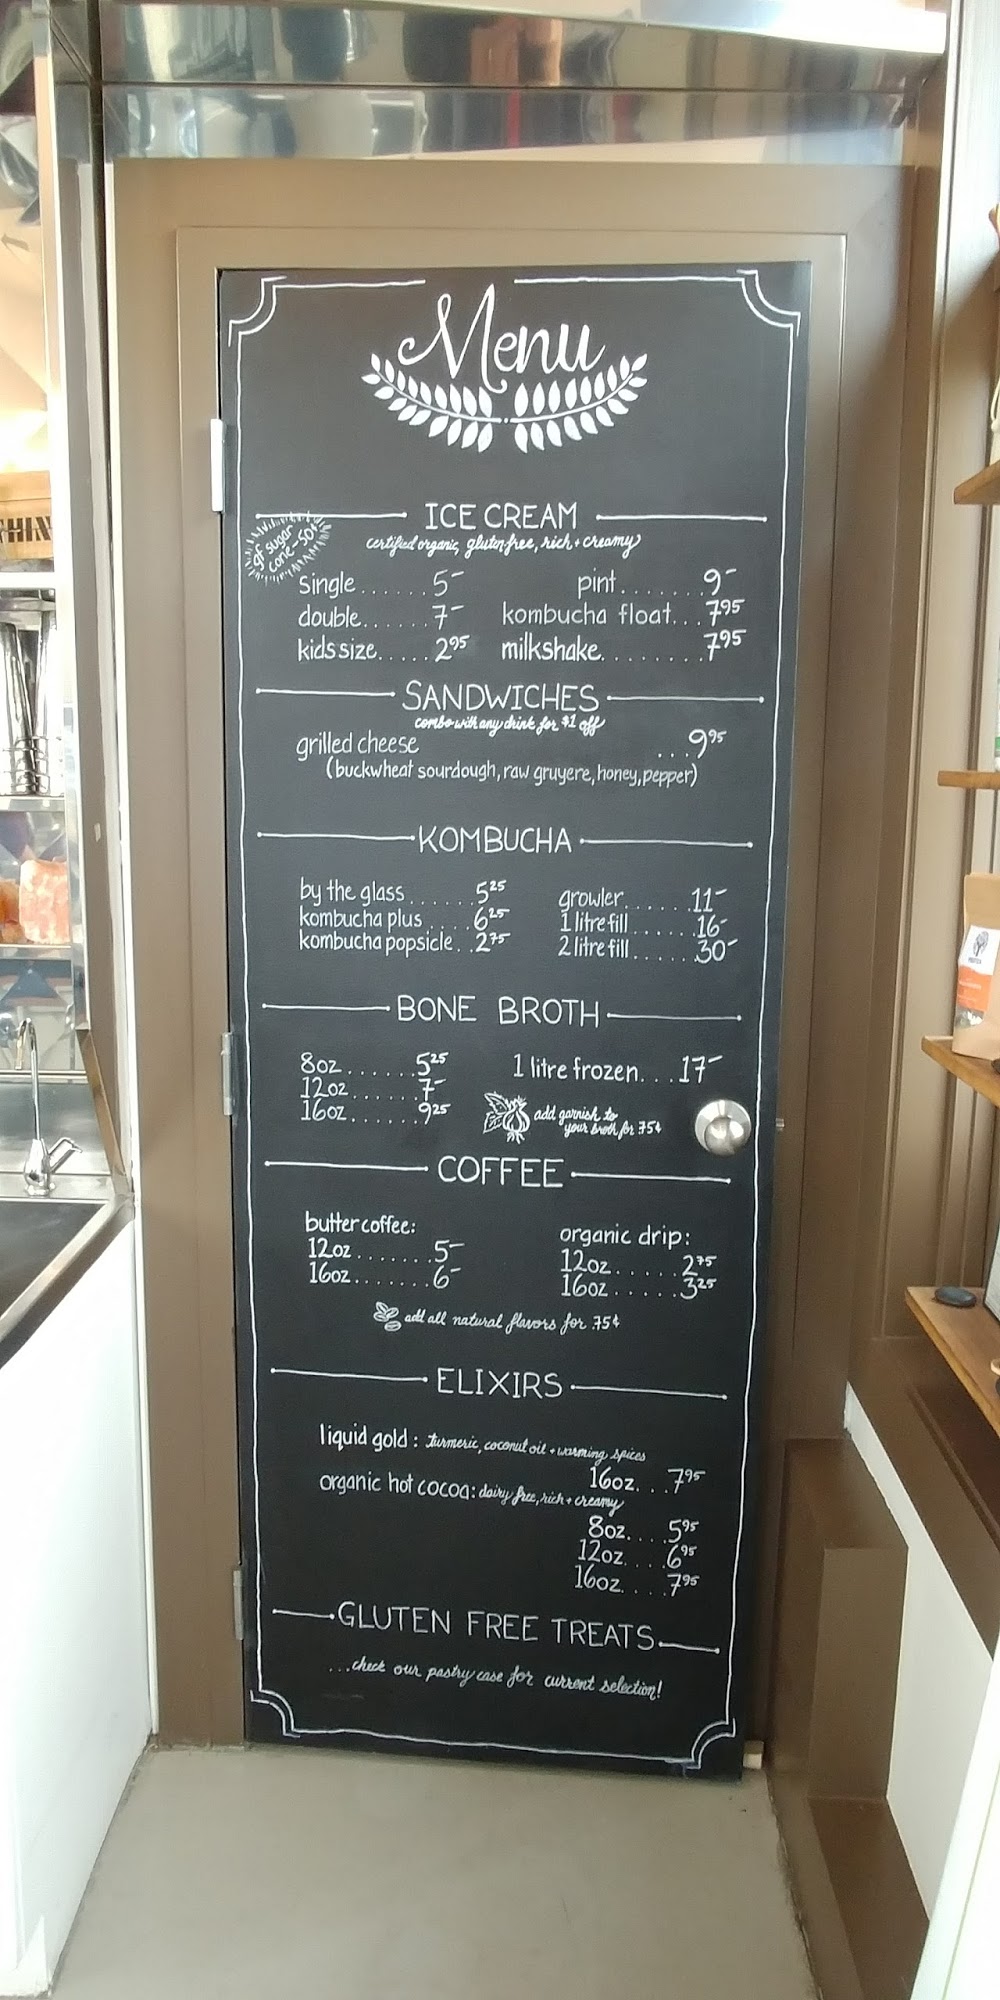 Menu
ICE CREAM
certified organic, gluten free, rich + creamy
gf sugar
cone - 50¢
Single......5-
pint.......9-
double......7-
kombucha float...7.95
kids size.....2.95
milkshake........7.95
SANDWICHES
combo with any drink for $1 off
grilled cheese ...9.95
(buckwheat sourdough, raw gruyere, honey, pepper)
KOMBUCHA
by the glass.......5.25
kombucha plus.....6.25
kombucha popsicle..2.75
growler......11-
1 litre fill......16-
2 litre fill......30-
BONE BROTH
8oz......5.25
12oz......7-
16oz......9.25
1 litre frozen...17-
add garnish to
your broth for .75¢
COFFEE
butter coffee:
12oz.......5-
16oz.......6-
organic drip:
12oz......2.75
16oz......3.25
add all natural flavors for .75¢
ELIXIRS
liquid gold: turmeric, coconut oil + warming spices
16oz...7.95
organic hot cocoa: dairy free, rich + creamy
8oz....5.95
12oz....6.95
16oz....7.95
GLUTEN FREE TREATS
...check our pastry case for current selection!